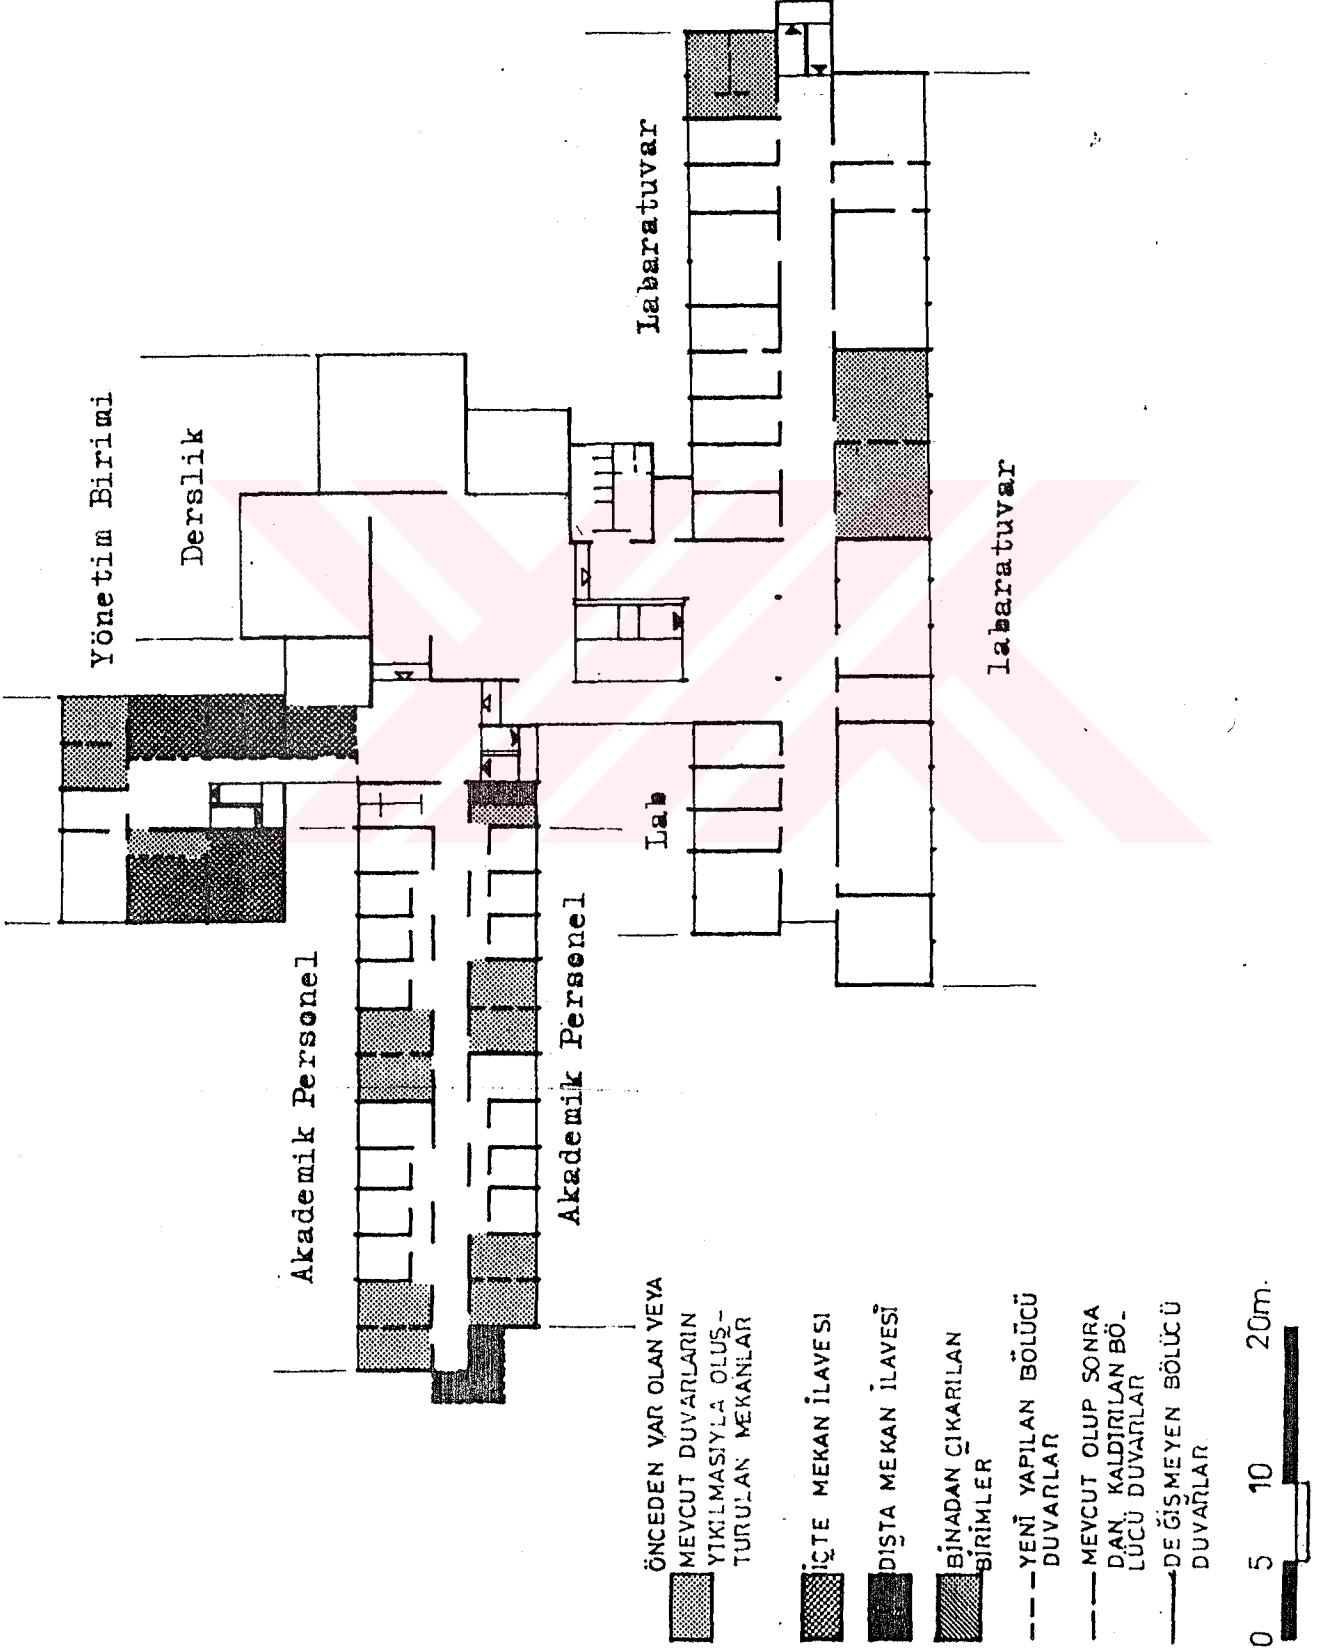 Yönetim Birimi
Derslik
Labaratuvar
labaratuvar
Lab
Akademik Personel
Akademik Personel
ÖNCEDEN VAR OLAN VEYA
MEVCUT DUVARLARIN
YIKILMASIYLA OLUŞ-
TURULAN MEKANLAR
İÇTE MEKAN İLAVESİ
DIŞTA MEKAN İLAVESİ
BİNADAN ÇIKARILAN
BİRİMLER
YENİ YAPILAN BÖLÜCÜ
DUVARLAR
MEVCUT OLUP SONRA
DAN KALDIRILAN BÖ-
LÜCÜ DUVARLAR
DEĞİŞMEYEN BÖLÜCÜ
DUVARLAR
0 5 10 20m.